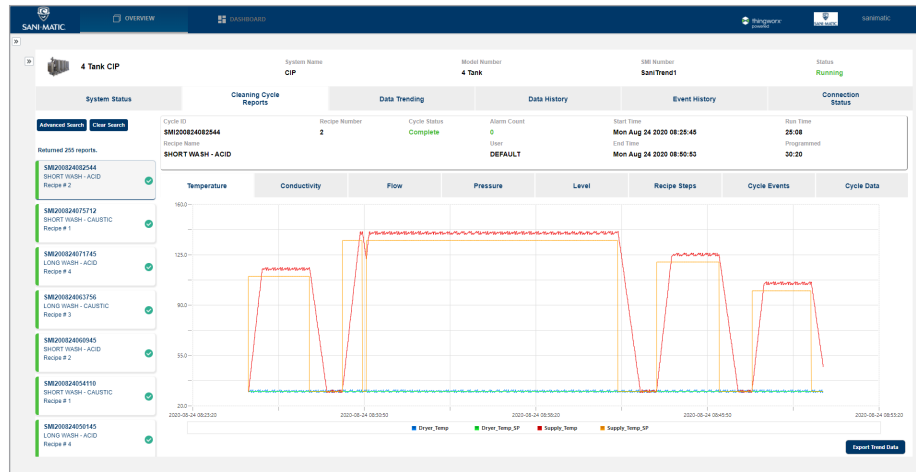 SANI-MATIC
OVERVIEW
DASHBOARD
thingworx
powered
SANI-MATIC
sanimatic
»
»
4 Tank CIP
System Name
CIP
Model Number
4 Tank
SMI Number
SaniTrend1
Status
Running
System Status
Cleaning Cycle
Reports
Data Trending
Data History
Event History
Connection
Status
Advanced Search
Clear Search
Returned 255 reports.
Cycle ID
SMI200824082544
Recipe Number
2
Cycle Status
Complete
Alarm Count
0
Start Time
Mon Aug 24 2020 08:25:45
Run Time
25:08
Recipe Name
SHORT WASH - ACID
User
DEFAULT
End Time
Mon Aug 24 2020 08:50:53
Programmed
30:20
SMI200824082544
SHORT WASH - ACID
Recipe # 2
SMI200824075712
SHORT WASH - CAUSTIC
Recipe # 1
SMI200824071745
LONG WASH - ACID
Recipe # 4
SMI200824063756
LONG WASH - CAUSTIC
Recipe # 3
SMI200824060945
SHORT WASH - ACID
Recipe # 2
SMI200824054110
SHORT WASH - CAUSTIC
Recipe # 1
SMI200824050145
LONG WASH - ACID
Recipe # 4
Temperature
Conductivity
Flow
Pressure
Level
Recipe Steps
Cycle Events
Cycle Data
160.0
125.0
90.0
55.0
20.0
2020-08-24 08:25:20
2020-08-24 08:30:50
2020-08-24 08:38:20
2020-08-24 08:45:50
2020-08-24 08:53:20
Dryer_Temp
Dryer_Temp_SP
Supply_Temp
Supply_Temp_SP
Export Trend Data